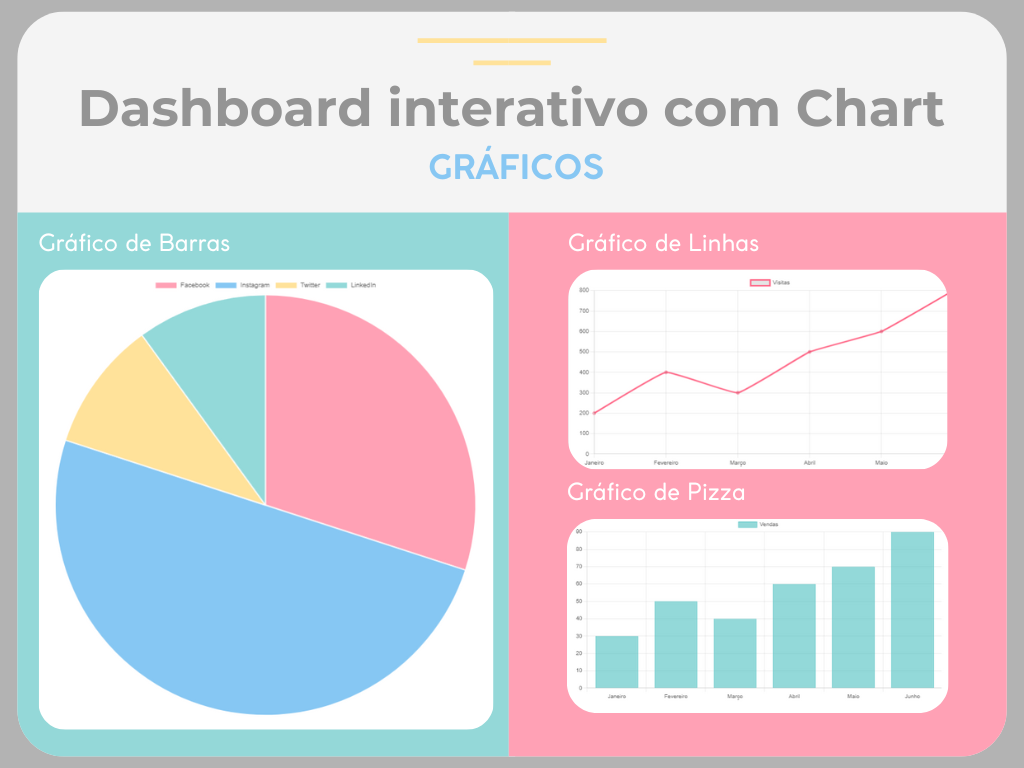 Dashboard interativo com Chart
GRÁFICOS
Gráfico de Barras
Facebook Instagram Twitter LinkedIn
Gráfico de Linhas
Visitas
800
700
600
500
400
300
200
100
0
Janeiro Fevereiro Março Abril Maio
Gráfico de Pizza
Vendas
90
80
70
60
50
40
30
20
10
0
Janeiro Fevereiro Março Abril Maio Junho